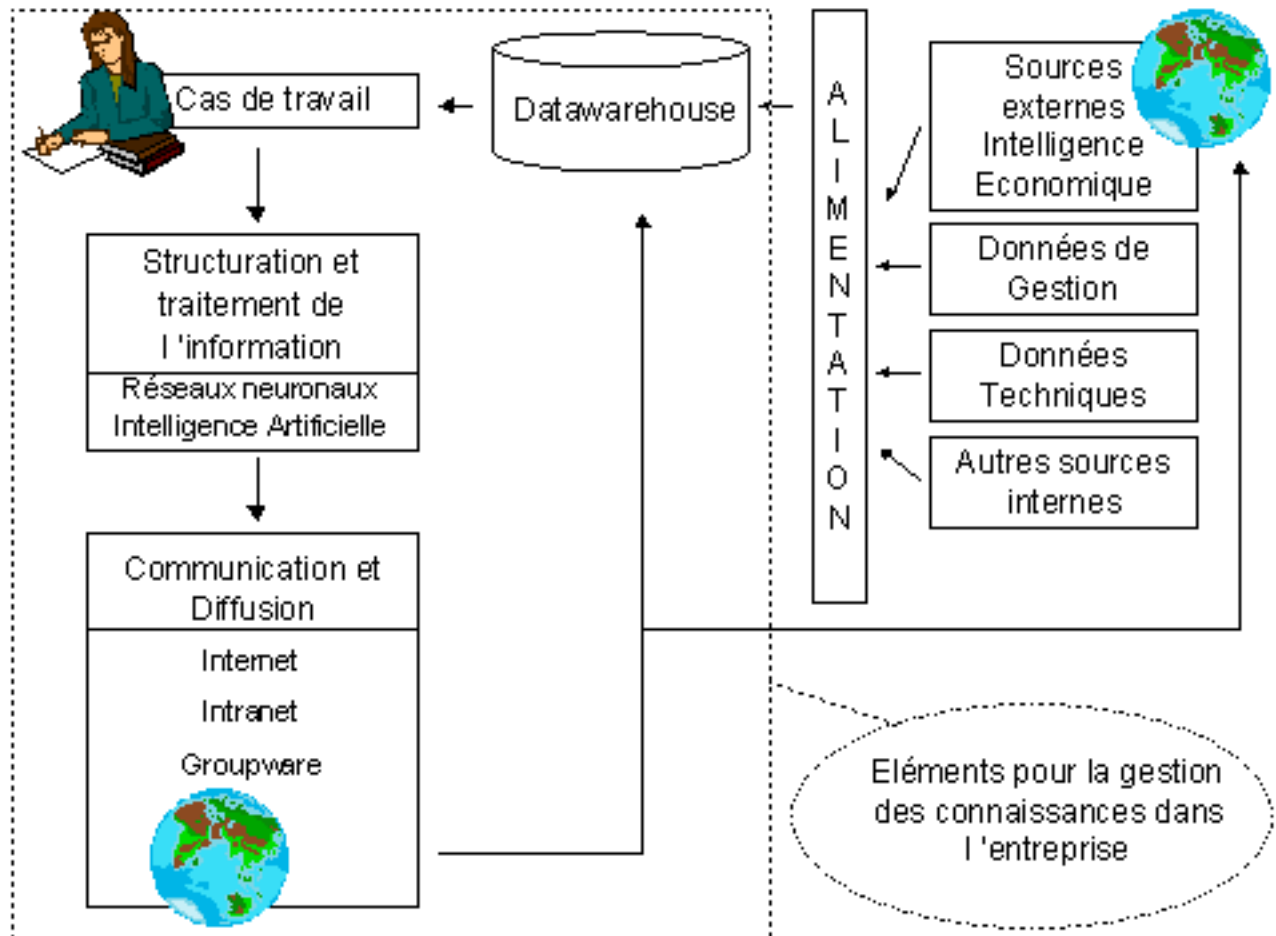 Cas de travail
Datawarehouse
ALIMENTATION
Sources
externes
Intelligence
Economique
Données de
Gestion
Données
Techniques
Autres sources
internes
Structuration et
traitement de
l 'information
Réseaux neuronaux
Intelligence Artificielle
Communication et
Diffusion
Internet
Intranet
Groupware
Eléments pour la gestion
des connaissances dans
l 'entreprise